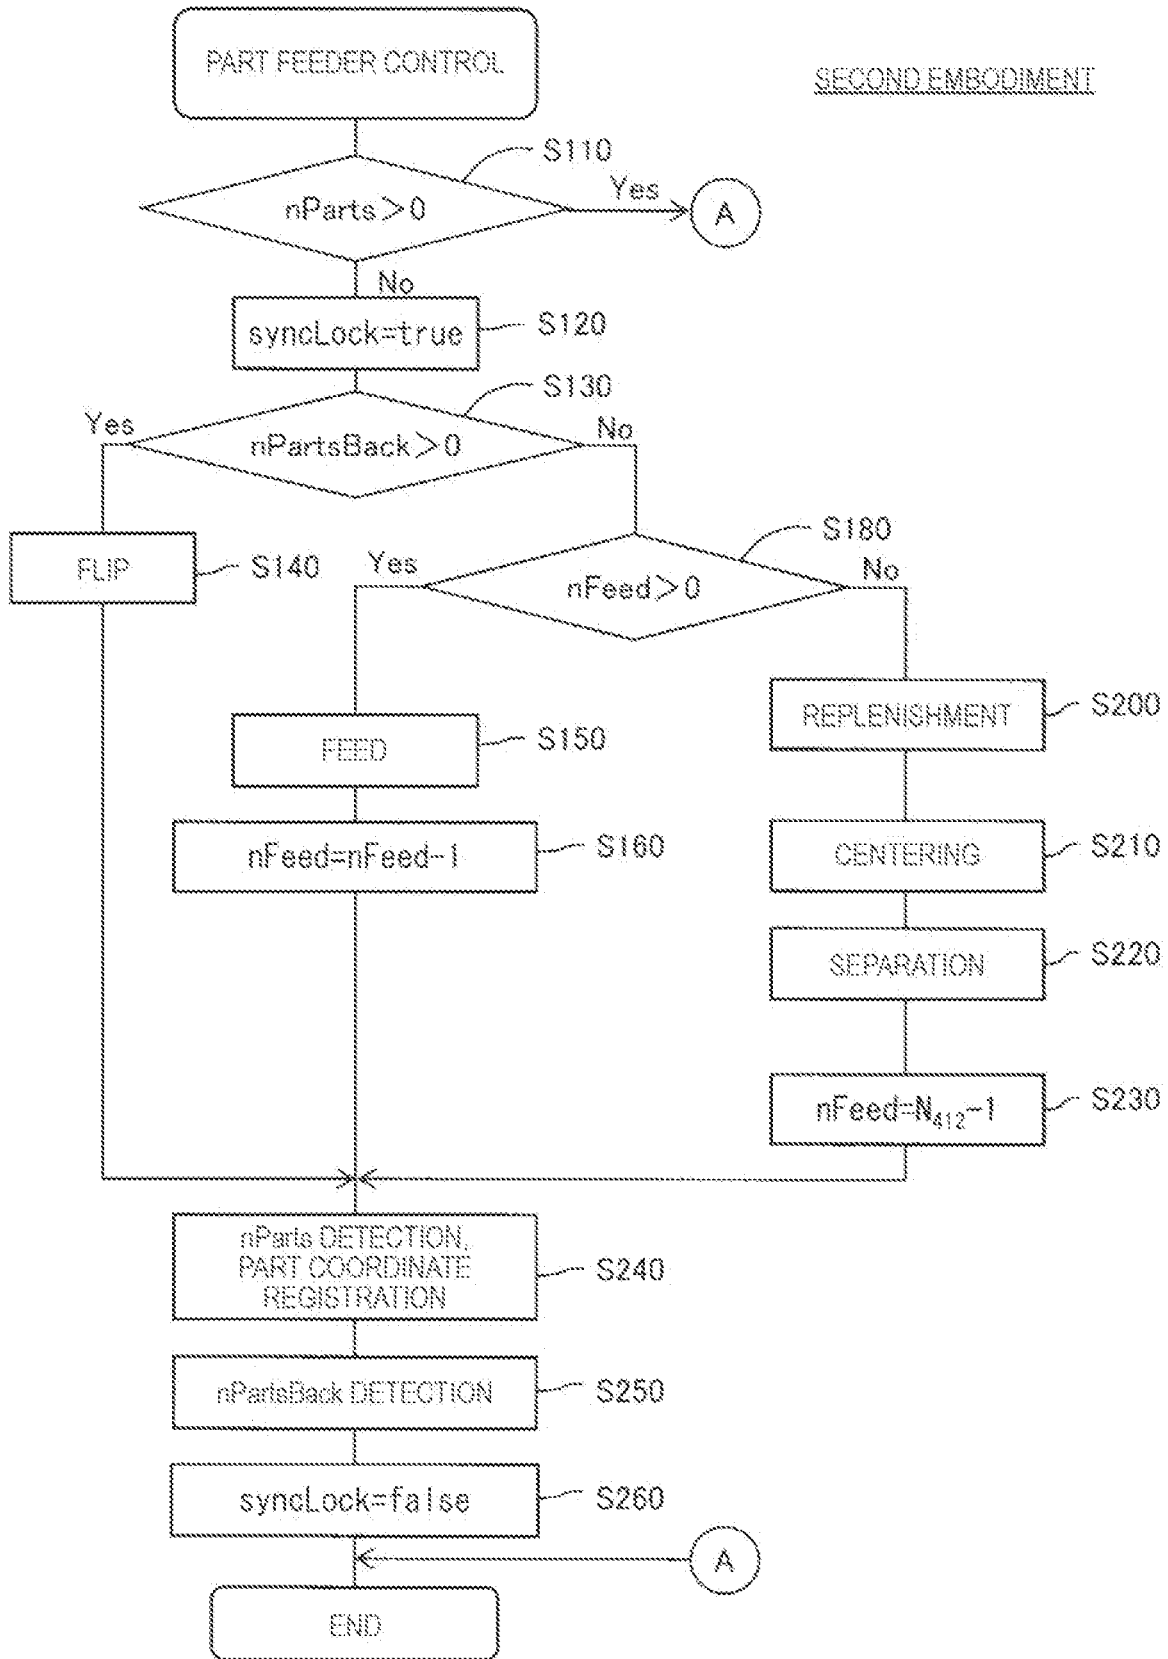 PART FEEDER CONTROL
SECOND EMBODIMENT
S110
nParts>0
Yes
A
No
syncLock=true
S120
S130
Yes
nPartsBack>0
No
S180
FLIP
S140
Yes
nFeed>0
No
REPLENISHMENT
S200
FEED
S150
nFeed=nFeed-1
S160
CENTERING
S210
SEPARATION
S220
nFeed=N412-1
S230
nParts DETECTION,
PART COORDINATE
REGISTRATION
S240
nPartsBack DETECTION
S250
syncLock=false
S260
A
END